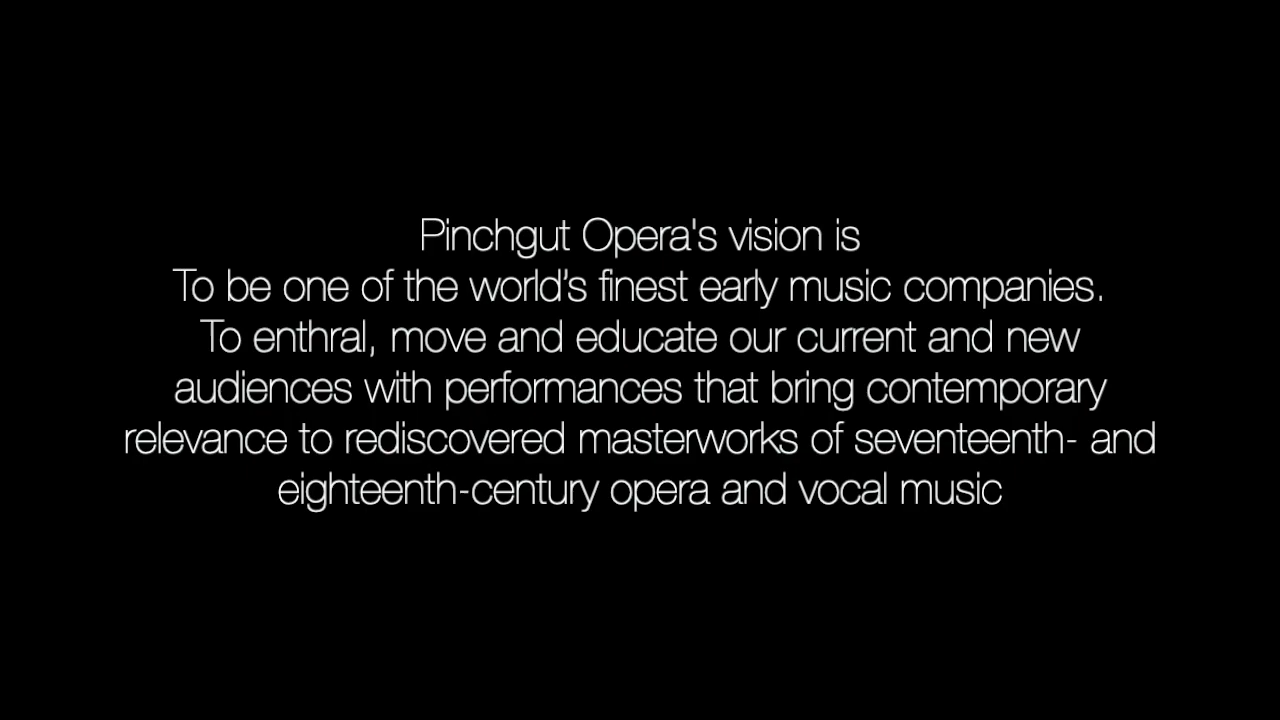 Pinchgut Opera's vision is
To be one of the world’s finest early music companies.
To enthral, move and educate our current and new
audiences with performances that bring contemporary
relevance to rediscovered masterworks of seventeenth- and
eighteenth-century opera and vocal music